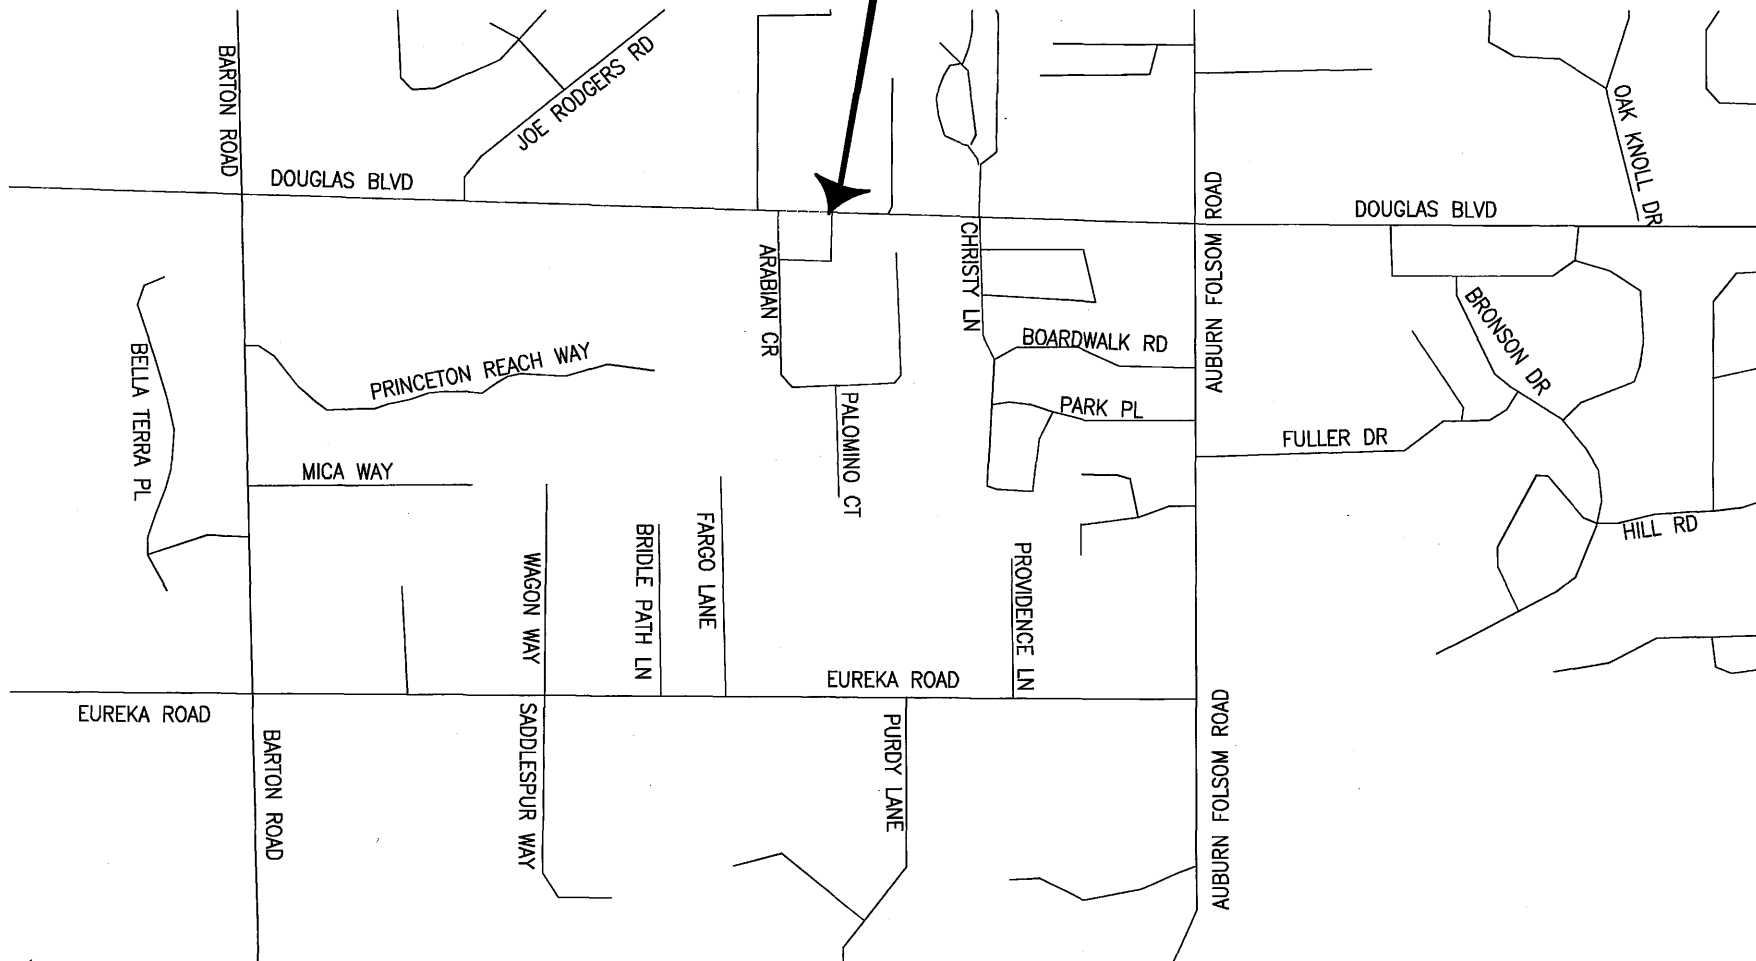 BARTON ROAD
JOE RODGERS RD
OAK KNOLL DR
DOUGLAS BLVD
AUBURN FOLSOM ROAD
DOUGLAS BLVD
ARABIAN CR
CHRISTY LN
BELLA TERRA PL
PRINCETON REACH WAY
BOARDWALK RD
BRONSON DR
PALOMINO CT
PARK PL
FULLER DR
MICA WAY
WAGON WAY
BRIDLE PATH LN
FARGO LANE
PROVIDENCE LN
HILL RD
EUREKA ROAD
EUREKA ROAD
BARTON ROAD
SADDLESPUR WAY
PURDY LANE
AUBURN FOLSOM ROAD